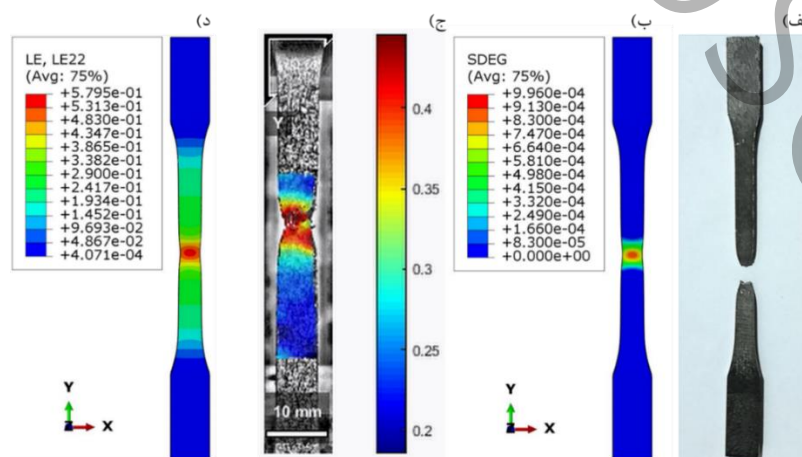 د)
ج)
ب)
ف)
LE, LE22
(Avg: 75%)
+5.795e-01
+5.313e-01
+4.830e-01
+4.347e-01
+3.865e-01
+3.382e-01
+2.900e-01
+2.417e-01
+1.934e-01
+1.452e-01
+9.693e-02
+4.867e-02
+4.071e-04
Y
X
Y
10 mm
0.4
0.35
0.3
0.25
0.2
SDEG
(Avg: 75%)
+9.960e-04
+9.130e-04
+8.300e-04
+7.470e-04
+6.640e-04
+5.810e-04
+4.980e-04
+4.150e-04
+3.320e-04
+2.490e-04
+1.660e-04
+8.300e-05
+0.000e+00
Y
X